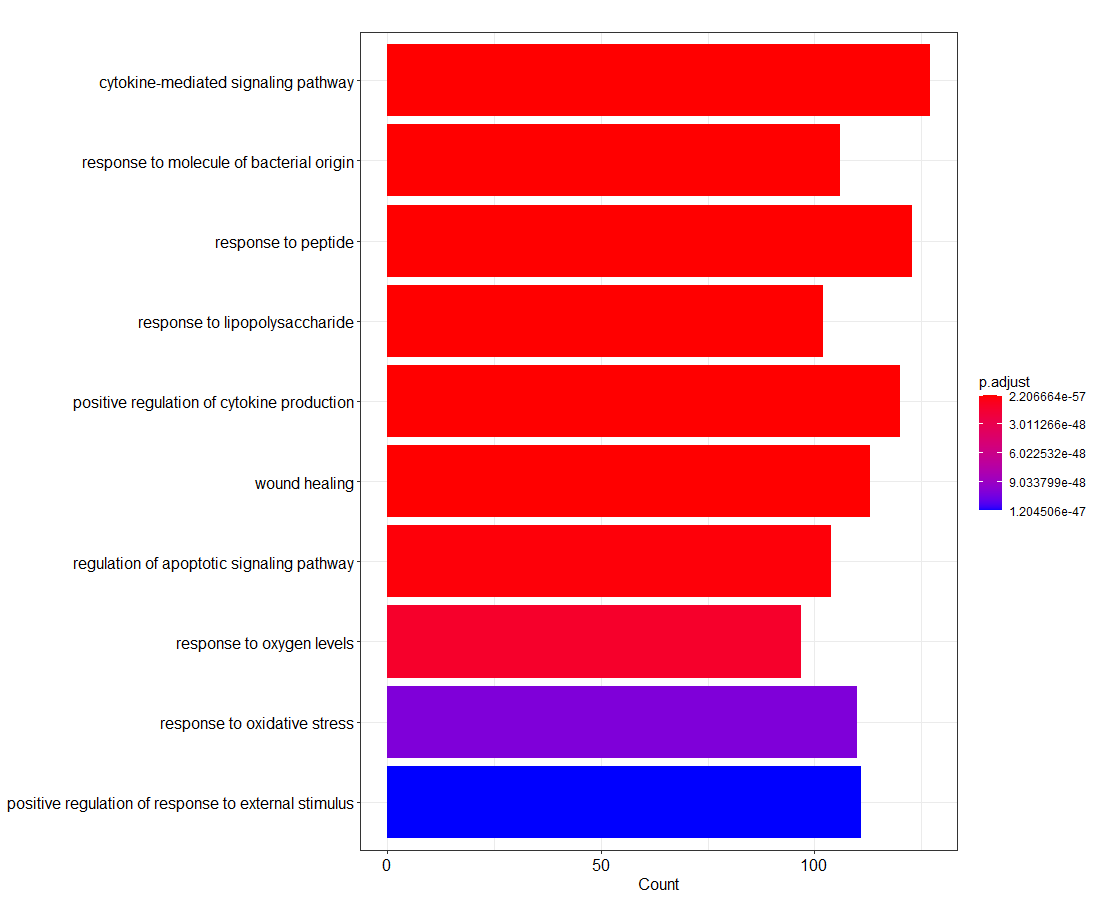 cytokine-mediated signaling pathway
response to molecule of bacterial origin
response to peptide
response to lipopolysaccharide
positive regulation of cytokine production
wound healing
regulation of apoptotic signaling pathway
response to oxygen levels
response to oxidative stress
positive regulation of response to external stimulus
0 50 100
Count
p.adjust
2.206664e-57
3.011266e-48
6.022532e-48
9.033799e-48
1.204506e-47